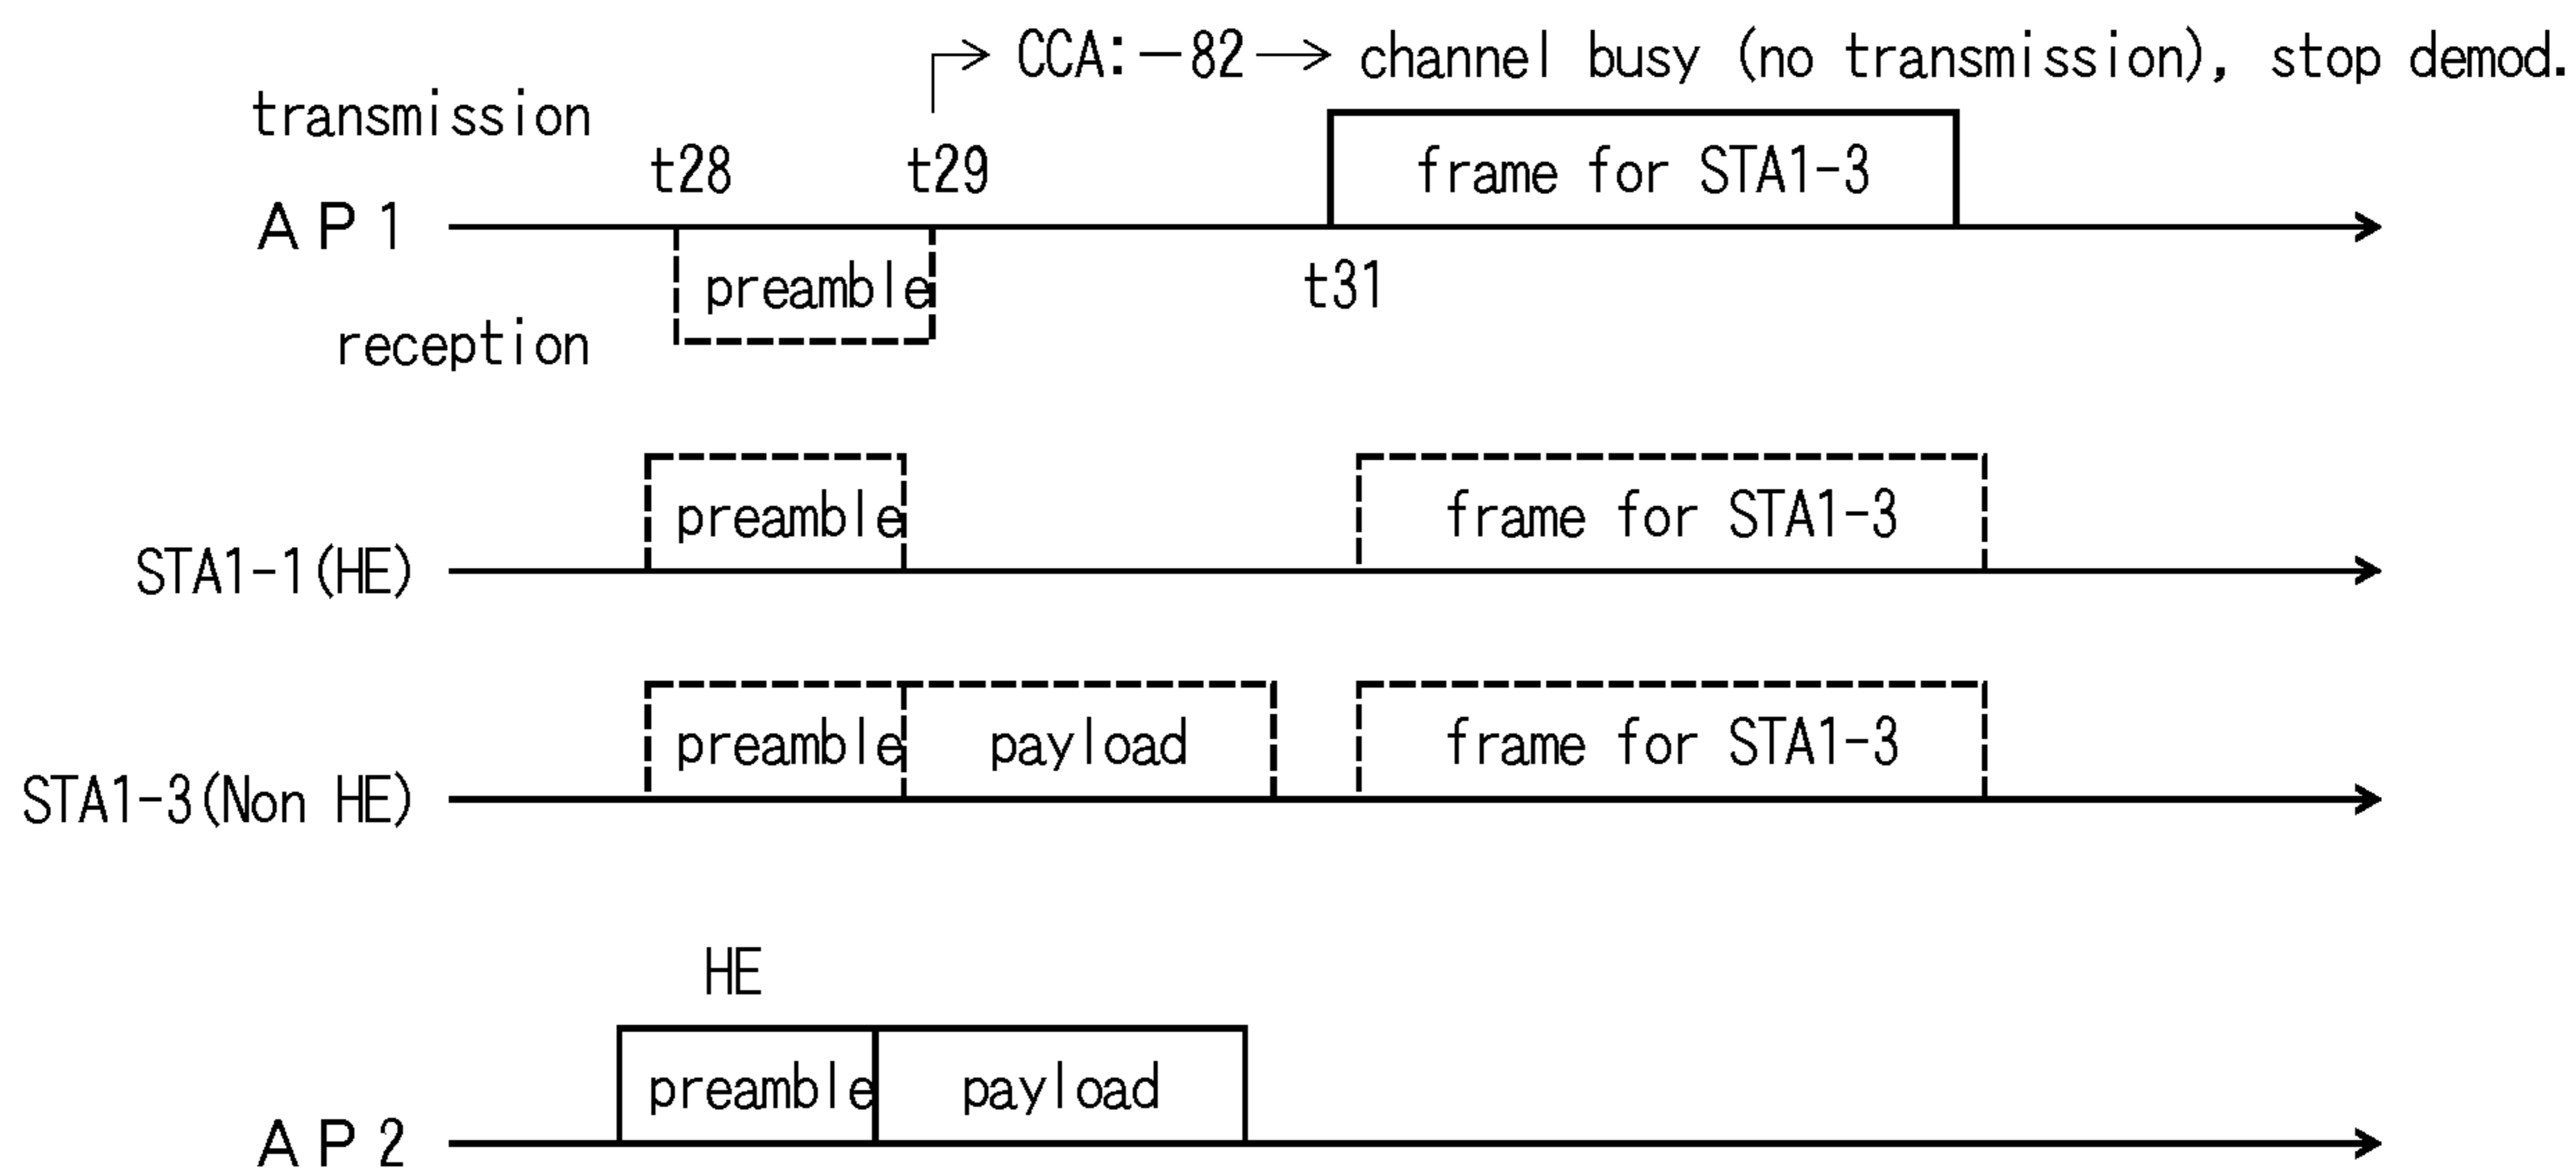 CCA:−82 channel busy (no transmission), stop demod.
transmission
t28 t29 frame for STA1-3
AP1
preamble t31
reception
preamble frame for STA1-3
STA1-1(HE)
preamble payload frame for STA1-3
STA1-3(Non HE)
HE
preamble payload
AP2